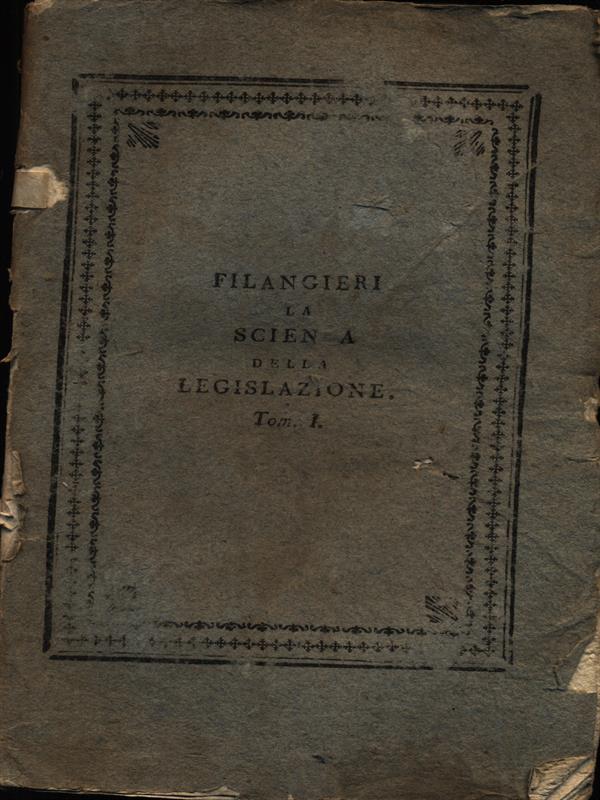 FILANGIERI
LA
SCIEN A
DELLA
LEGISLAZIONE.
Tom. I.